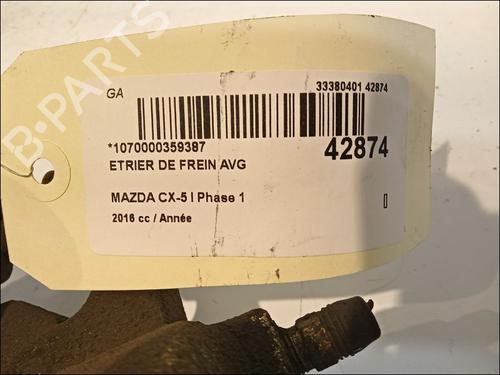 B-PARTS
GA
33380401 42874
*1070000359387
42874
ETRIER DE FREIN AVG
MAZDA CX-5 I Phase 1
2016 cc / Année